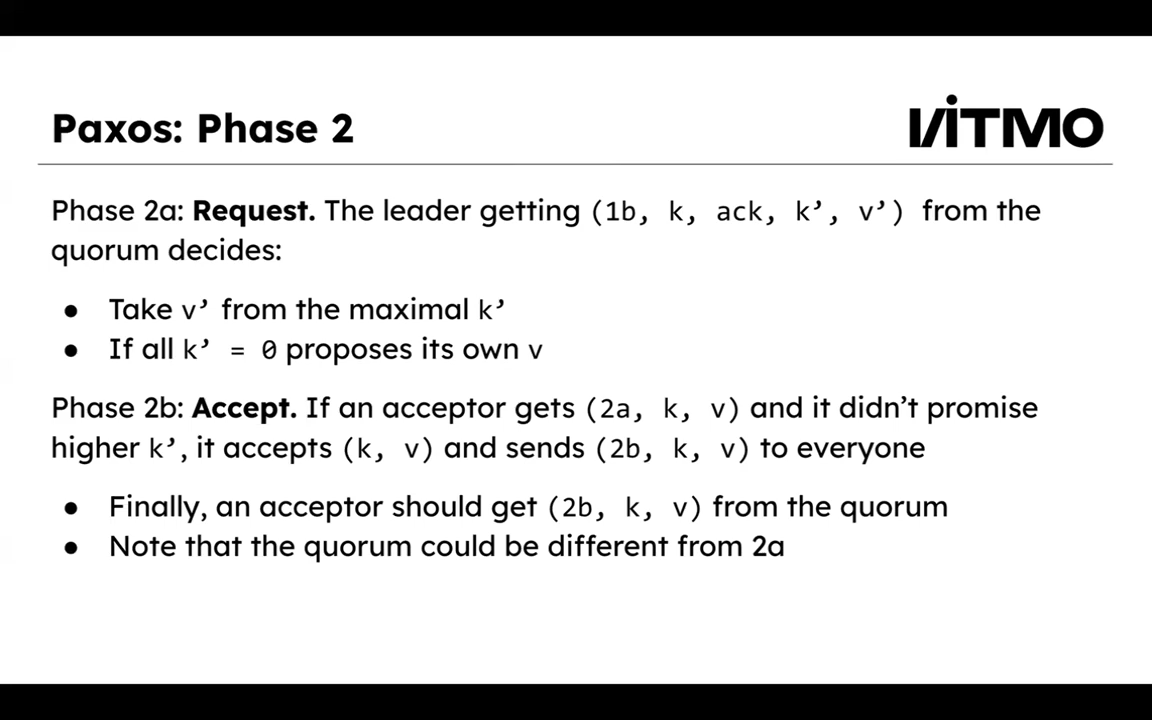 Paxos: Phase 2
ITMO
Phase 2a: Request. The leader getting (1b, k, ack, k’, v’) from the
quorum decides:
● Take v’ from the maximal k’
● If all k’ = 0 proposes its own v
Phase 2b: Accept. If an acceptor gets (2a, k, v) and it didn’t promise
higher k’, it accepts (k, v) and sends (2b, k, v) to everyone
● Finally, an acceptor should get (2b, k, v) from the quorum
● Note that the quorum could be different from 2a